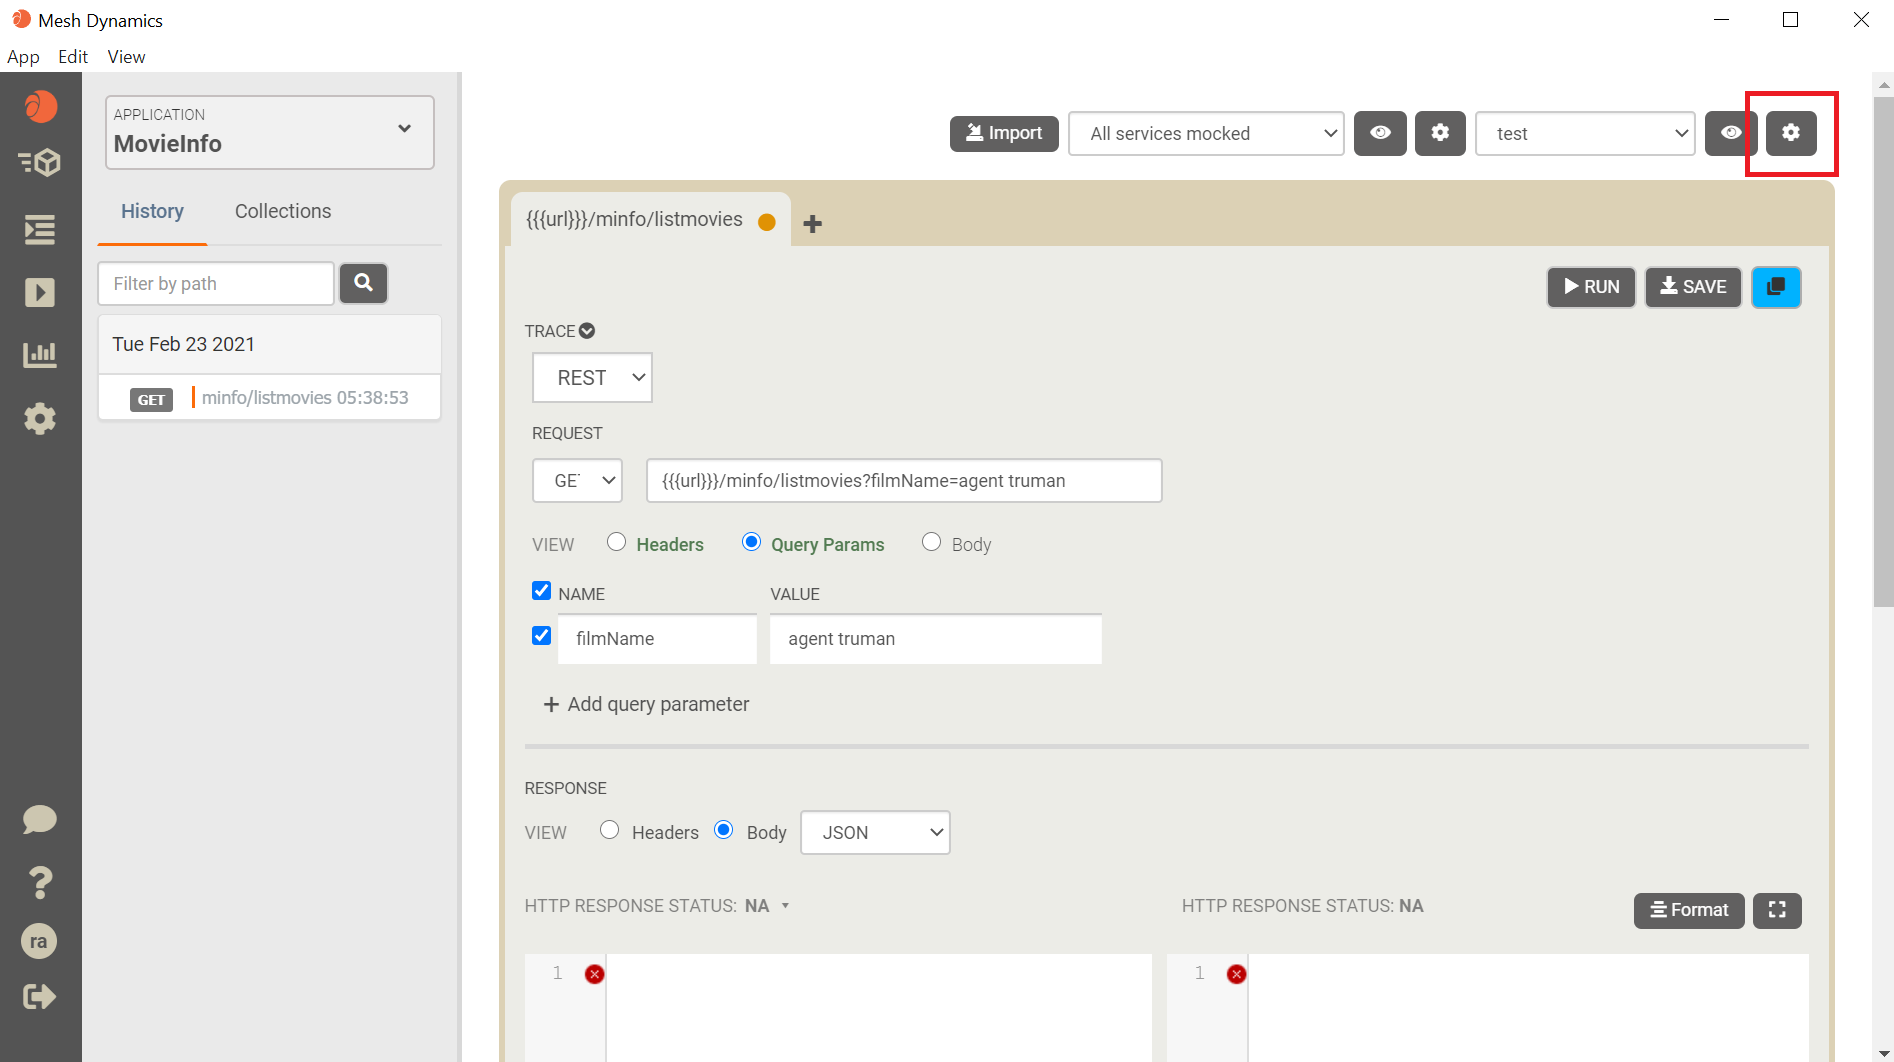 Mesh Dynamics
App Edit View
APPLICATION
MovieInfo
History Collections
Filter by path
Tue Feb 23 2021
GET minfo/listmovies 05:38:53
ra
Import All services mocked test
{{{url}}}/minfo/listmovies
RUN SAVE
TRACE
REST
REQUEST
GET {{{url}}}/minfo/listmovies?filmName=agent truman
VIEW Headers Query Params Body
NAME VALUE
filmName agent truman
Add query parameter
RESPONSE
VIEW Headers Body JSON
HTTP RESPONSE STATUS: NA
HTTP RESPONSE STATUS: NA Format
1
1